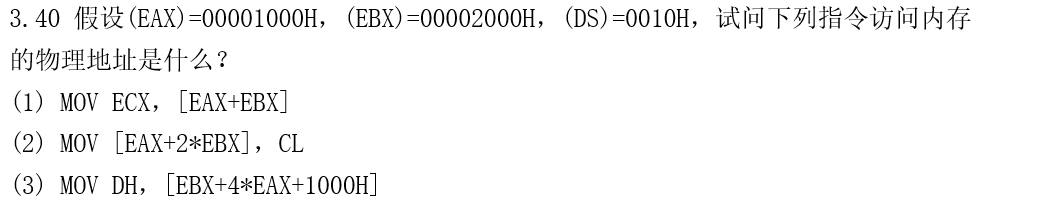 3.40 假设(EAX)=00001000H，(EBX)=00002000H，(DS)=0010H，试问下列指令访问内存
的物理地址是什么？
(1) MOV ECX，[EAX+EBX]
(2) MOV [EAX+2*EBX]，CL
(3) MOV DH，[EBX+4*EAX+1000H]